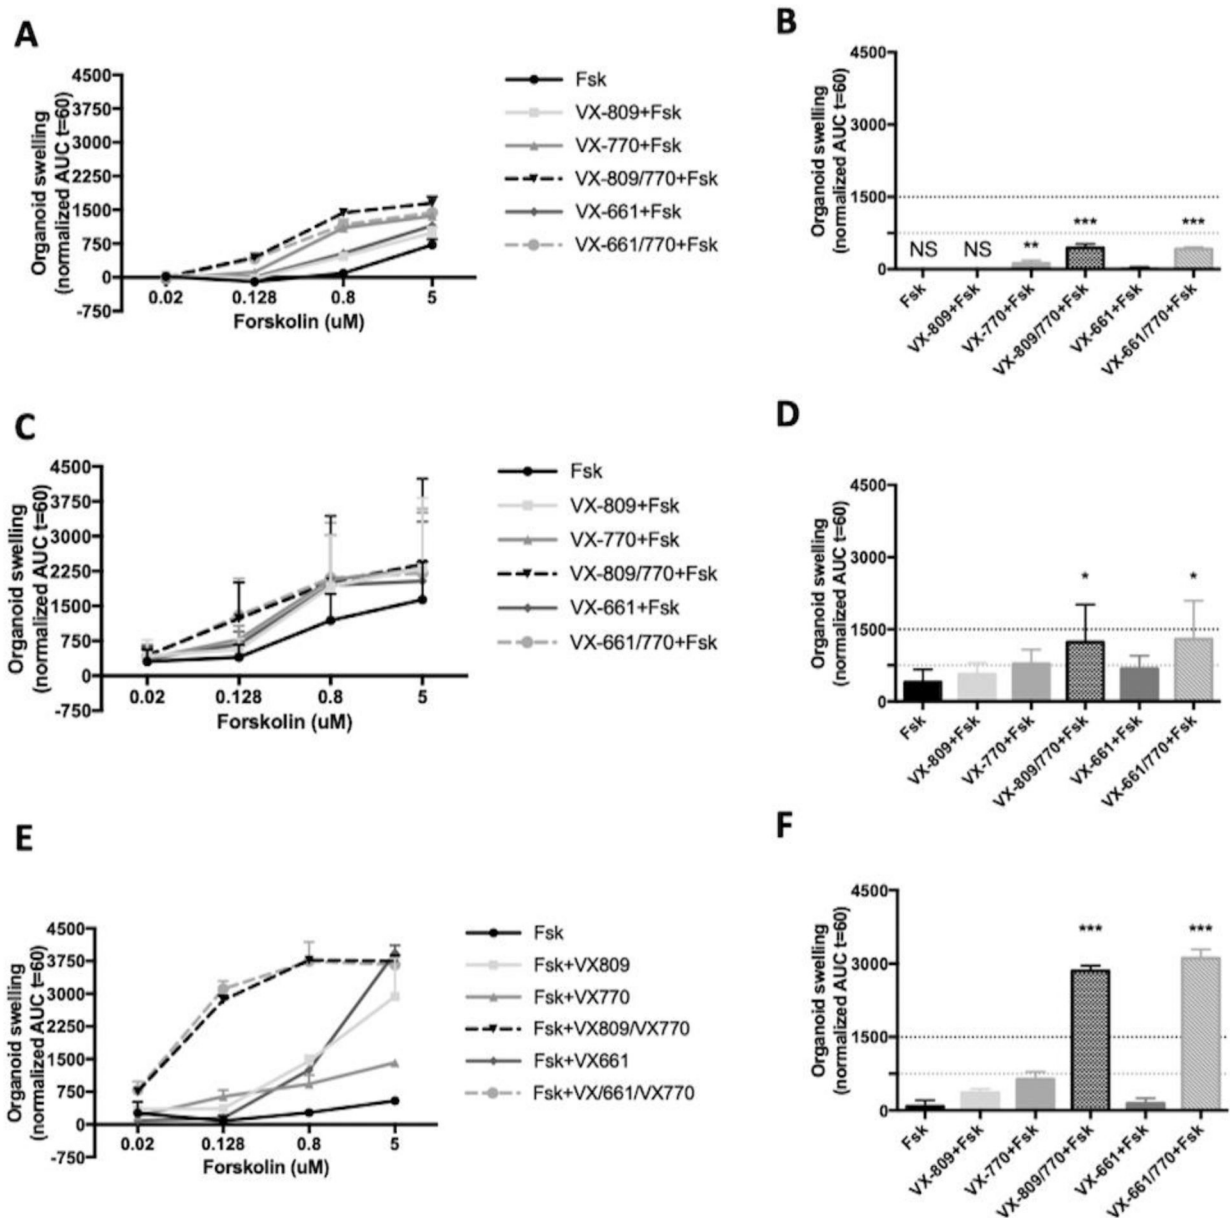 A
Organoid swelling
(normalized AUC t=60)
4500
3750
3000
2250
1500
750
0
-750
0.02 0.128 0.8 5
Forskolin (uM)
Fsk
VX-809+Fsk
VX-770+Fsk
VX-809/770+Fsk
VX-661+Fsk
VX-661/770+Fsk
B
Organoid swelling
(normalized AUC t=60)
4500
3000
1500
0
NS NS ** *** ***
Fsk
VX-809+Fsk
VX-770+Fsk
VX-809/770+Fsk
VX-661+Fsk
VX-661/770+Fsk
C
Organoid swelling
(normalized AUC t=60)
4500
3750
3000
2250
1500
750
0
-750
0.02 0.128 0.8 5
Forskolin (uM)
Fsk
VX-809+Fsk
VX-770+Fsk
VX-809/770+Fsk
VX-661+Fsk
VX-661/770+Fsk
D
Organoid swelling
(normalized AUC t=60)
4500
3000
1500
0
* *
Fsk
VX-809+Fsk
VX-770+Fsk
VX-809/770+Fsk
VX-661+Fsk
VX-661/770+Fsk
E
Organoid swelling
(normalized AUC t=60)
4500
3750
3000
2250
1500
750
0
-750
0.02 0.128 0.8 5
Forskolin (uM)
Fsk
Fsk+VX809
Fsk+VX770
Fsk+VX809/VX770
Fsk+VX661
Fsk+VX/661/VX770
F
Organoid swelling
(normalized AUC t=60)
4500
3000
1500
0
*** ***
Fsk
VX-809+Fsk
VX-770+Fsk
VX-809/770+Fsk
VX-661+Fsk
VX-661/770+Fsk